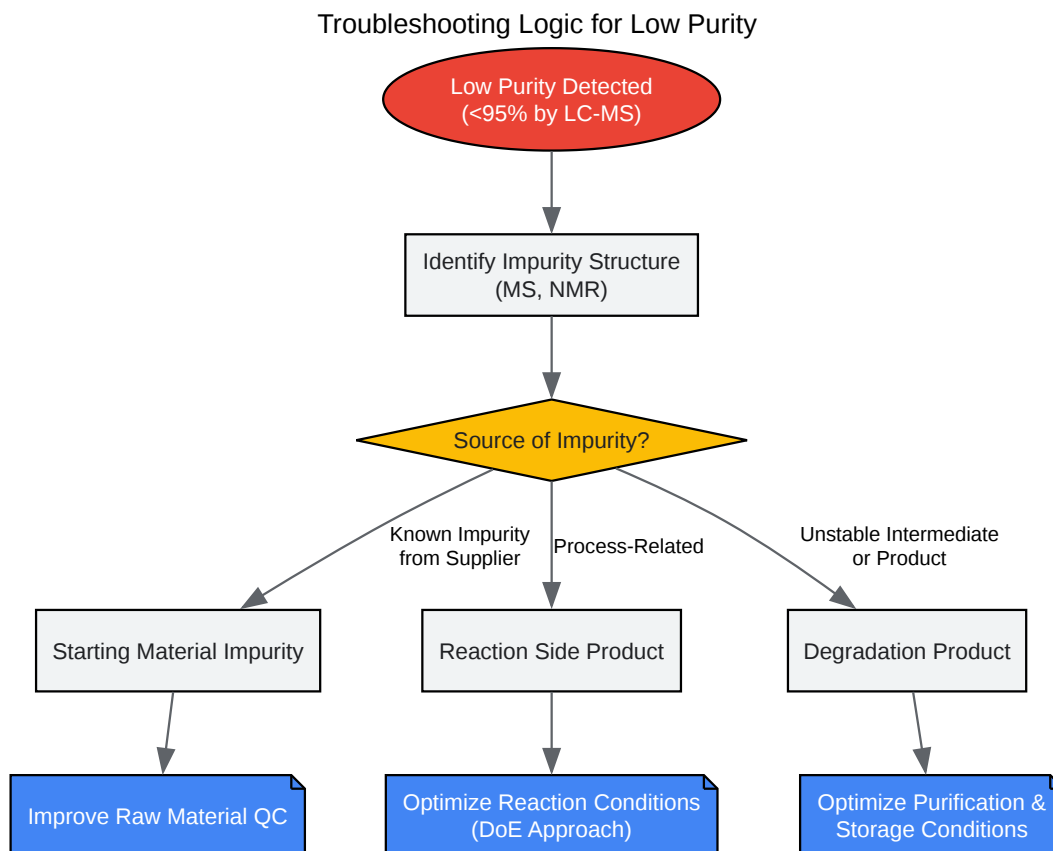 Troubleshooting Logic for Low Purity
Low Purity Detected
(<95% by LC-MS)
Identify Impurity Structure
(MS, NMR)
Source of Impurity?
Known Impurity
from Supplier
Process-Related
Unstable Intermediate
or Product
Starting Material Impurity
Reaction Side Product
Degradation Product
Improve Raw Material QC
Optimize Reaction Conditions
(DoE Approach)
Optimize Purification &
Storage Conditions